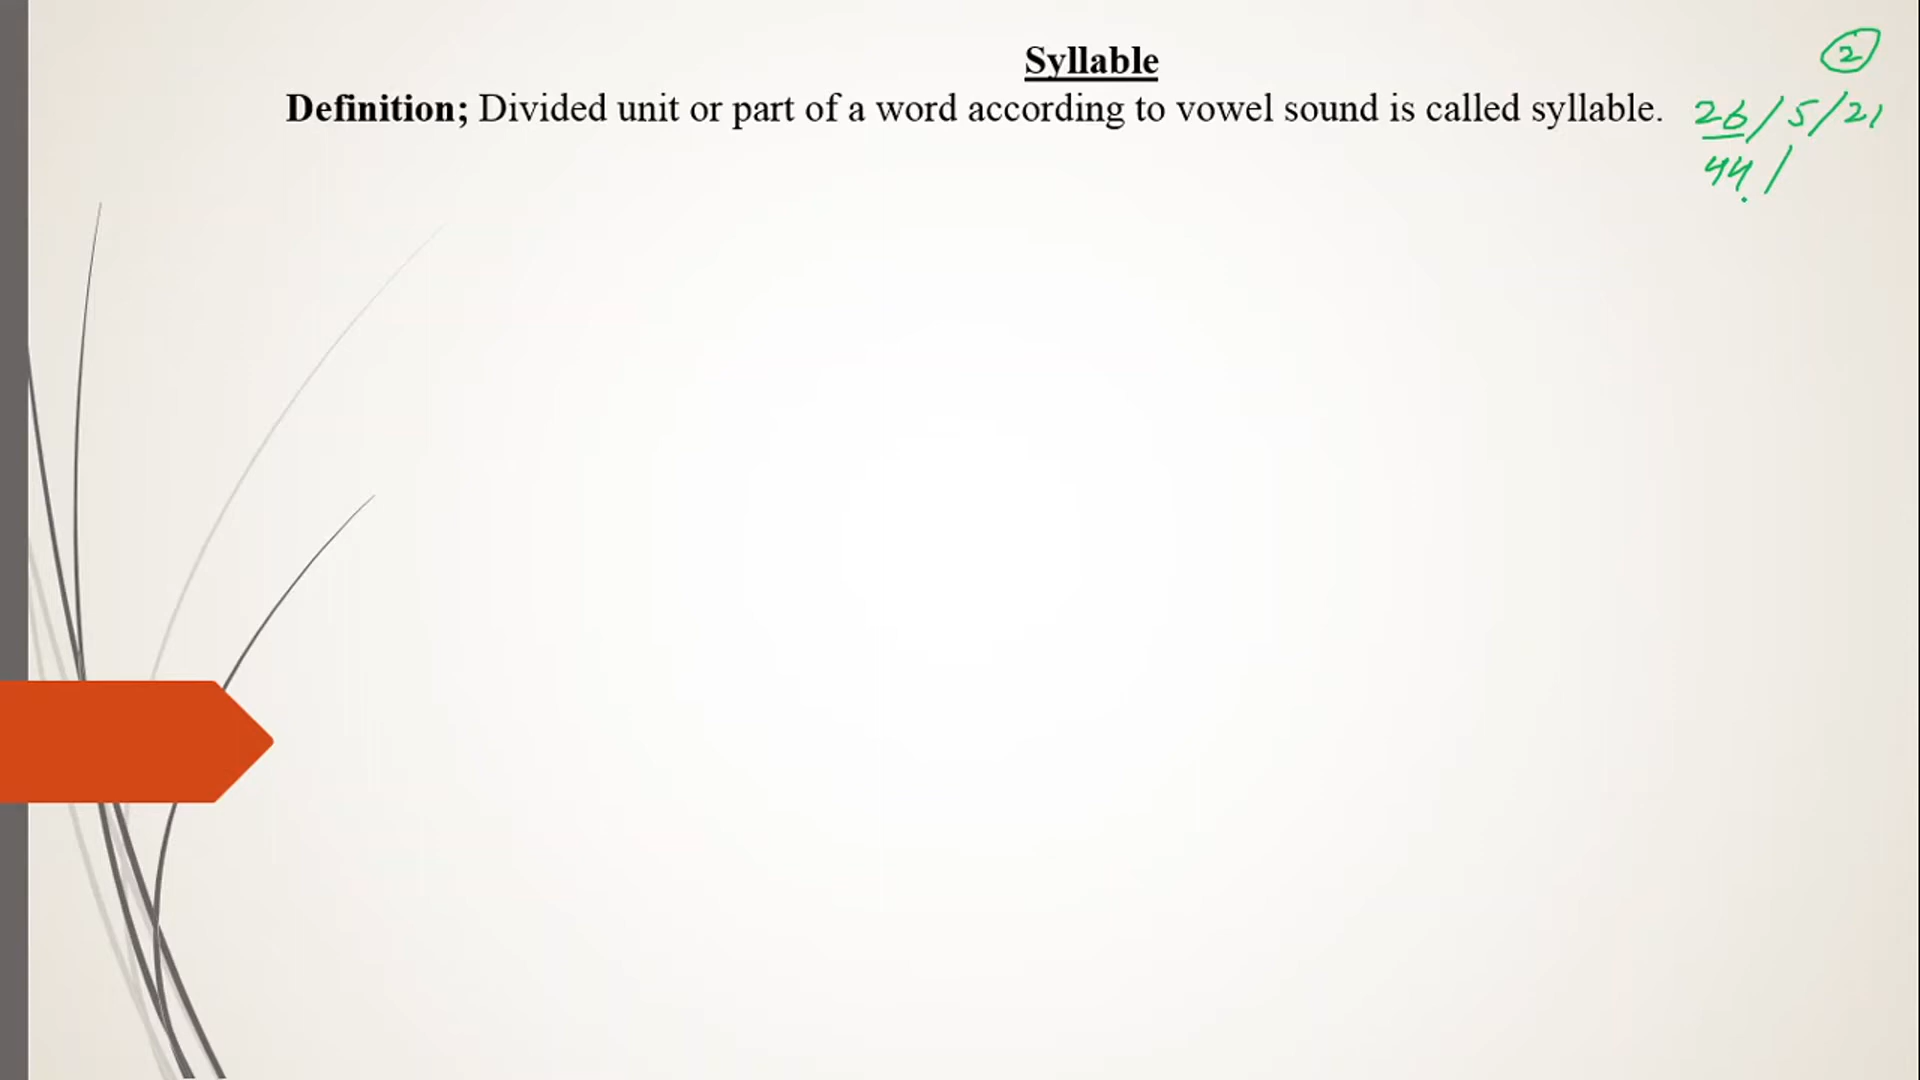 Syllable
②
Definition; Divided unit or part of a word according to vowel sound is called syllable.
26/5/21
44/